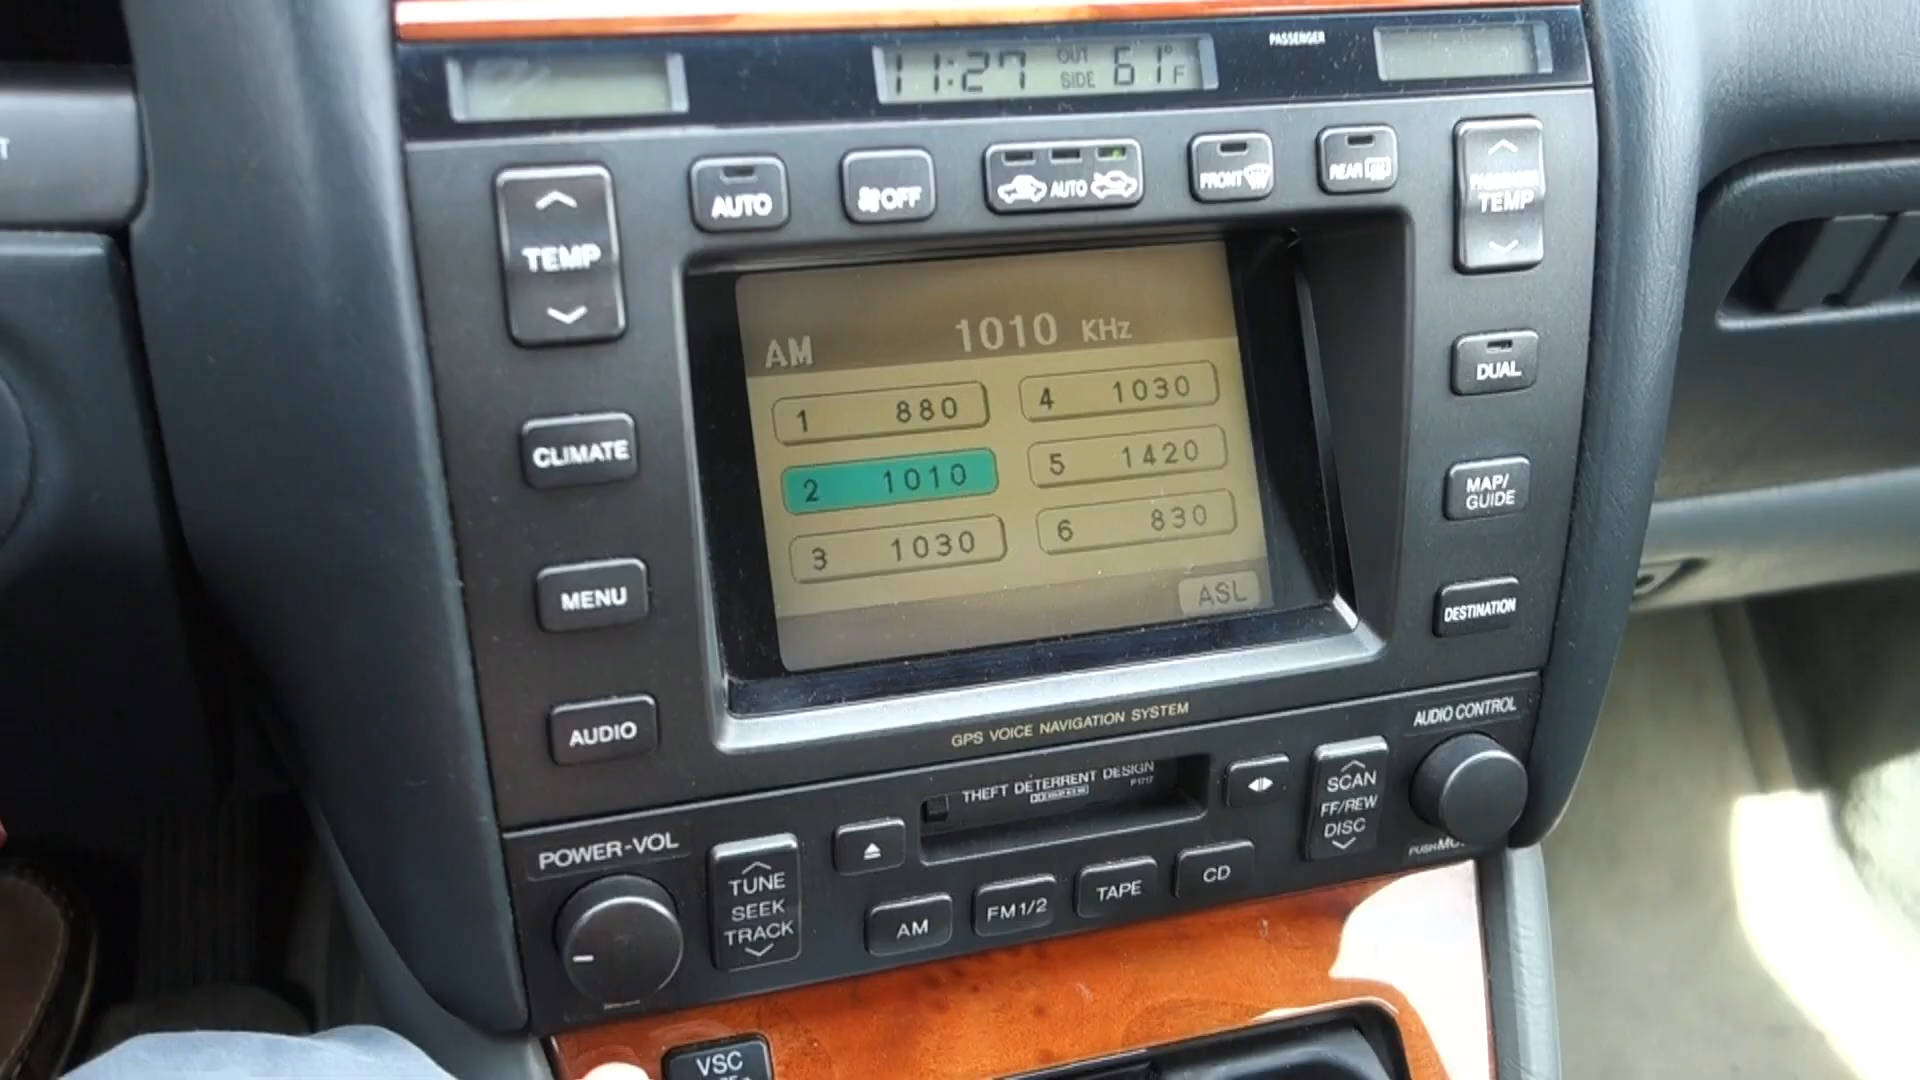 PASSENGER
11:27 OUT SIDE 61°F
T
TEMP
AUTO
OFF
AUTO
FRONT
REAR
PASSENGER
TEMP
AM 1010 KHz
1 880
2 1010
3 1030
4 1030
5 1420
6 830
ASL
CLIMATE
MENU
AUDIO
DUAL
MAP/
GUIDE
DESTINATION
GPS VOICE NAVIGATION SYSTEM
THEFT DETERRENT DESIGN
P1717
POWER-VOL
TUNE
SEEK
TRACK
AM
FM1/2
TAPE
CD
SCAN
FF/REW
DISC
AUDIO CONTROL
PUSH
VSC